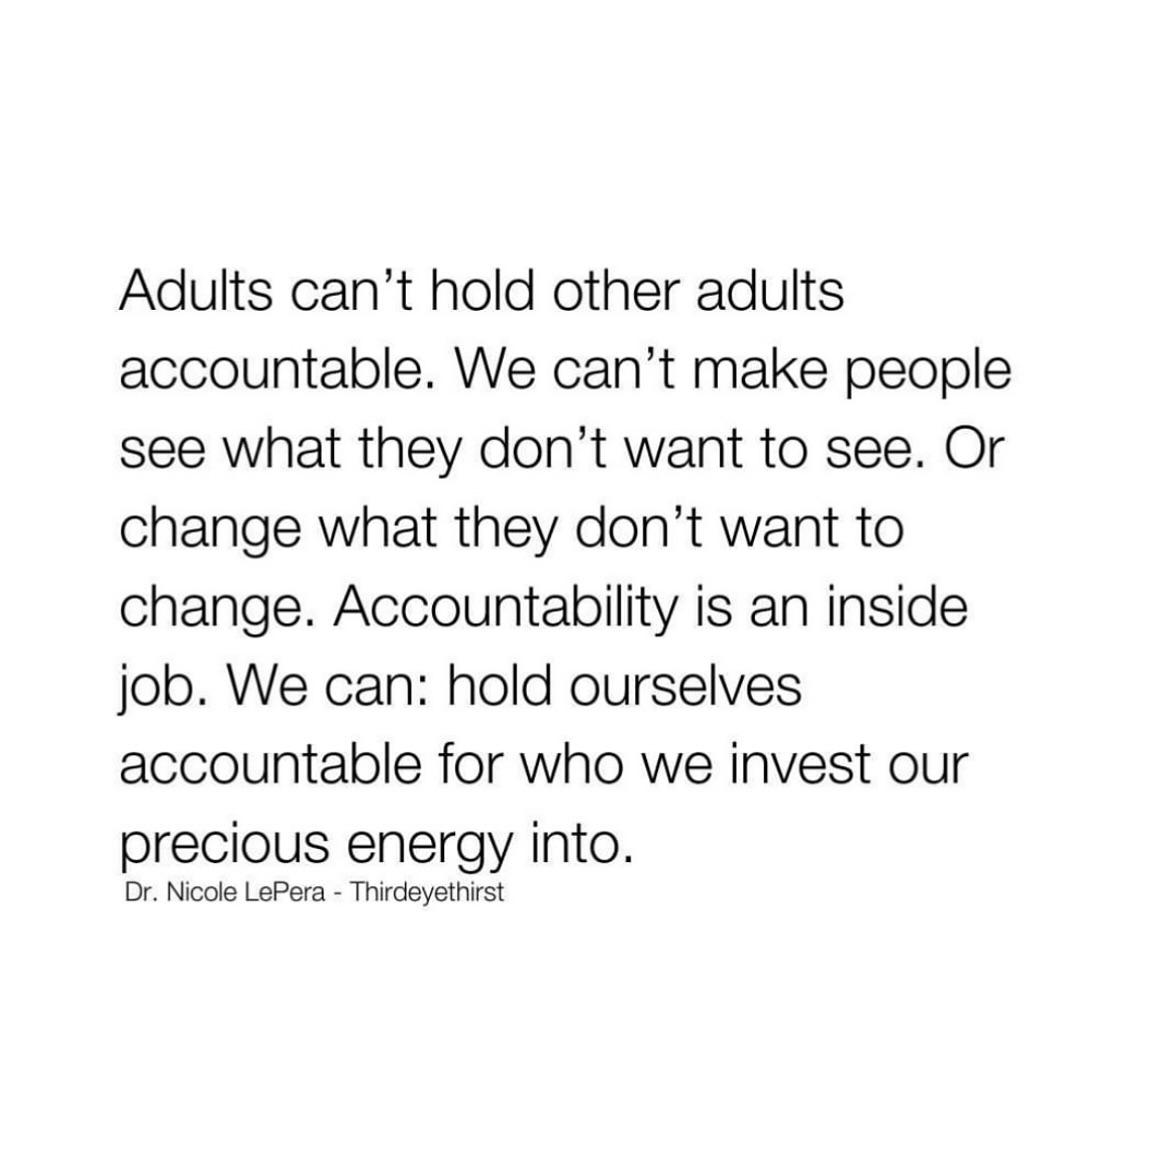 Adults can’t hold other adults
accountable. We can’t make people
see what they don’t want to see. Or
change what they don’t want to
change. Accountability is an inside
job. We can: hold ourselves
accountable for who we invest our
precious energy into.
Dr. Nicole LePera - Thirdeyethirst